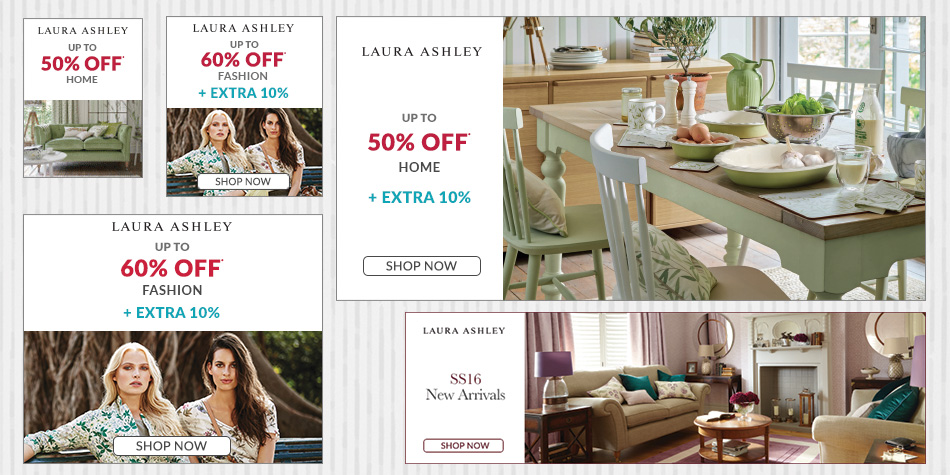 LAURA ASHLEY
UP TO
50% OFF*
HOME
LAURA ASHLEY
UP TO
60% OFF*
FASHION
+ EXTRA 10%
SHOP NOW
LAURA ASHLEY
UP TO
50% OFF*
HOME
+ EXTRA 10%
SHOP NOW
LAURA ASHLEY
UP TO
60% OFF*
FASHION
+ EXTRA 10%
SHOP NOW
LAURA ASHLEY
SS16
New Arrivals
SHOP NOW